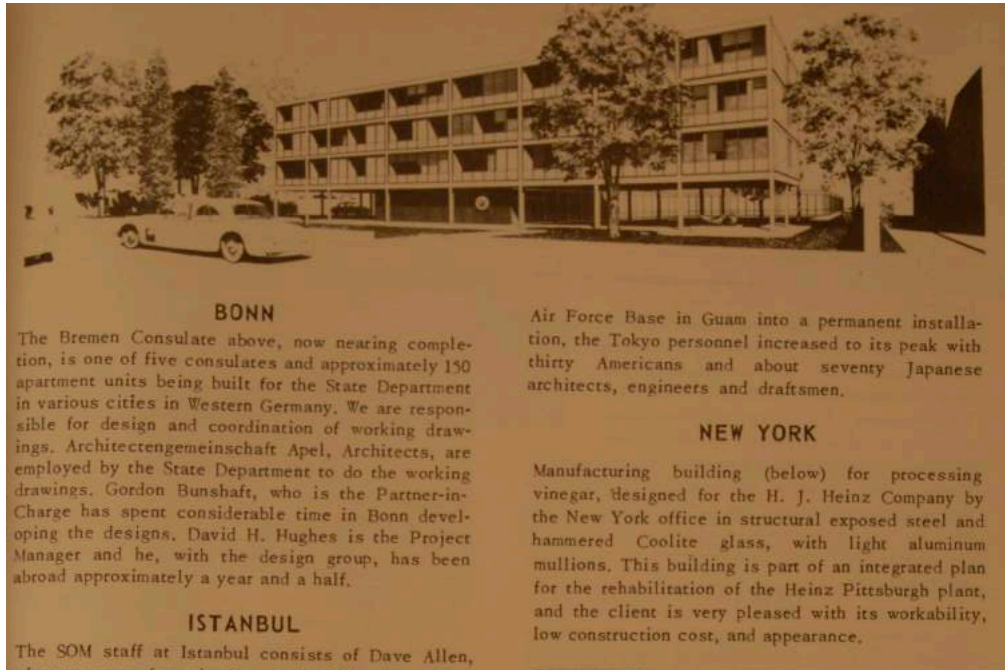 BONN
The Bremen Consulate above, now nearing comple-
tion, is one of five consulates and approximately 150
apartment units being built for the State Department
in various cities in Western Germany. We are respon-
sible for design and coordination of working draw-
ings. Architectengemeinschaft Apel, Architects, are
employed by the State Department to do the working
drawings. Gordon Bunshaft, who is the Partner-in-
Charge has spent considerable time in Bonn devel-
oping the designs. David H. Hughes is the Project
Manager and he, with the design group, has been
abroad approximately a year and a half.
ISTANBUL
The SOM staff at Istanbul consists of Dave Allen,
Air Force Base in Guam into a permanent installa-
tion, the Tokyo personnel increased to its peak with
thirty Americans and about seventy Japanese
architects, engineers and draftsmen.
NEW YORK
Manufacturing building (below) for processing
vinegar, designed for the H. J. Heinz Company by
the New York office in structural exposed steel and
hammered Coolite glass, with light aluminum
mullions. This building is part of an integrated plan
for the rehabilitation of the Heinz Pittsburgh plant,
and the client is very pleased with its workability,
low construction cost, and appearance.